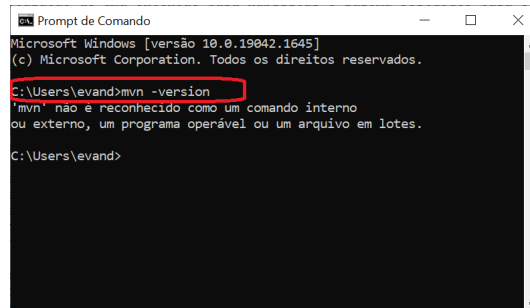 Prompt de Comando
Microsoft Windows [versão 10.0.19042.1645]
(c) Microsoft Corporation. Todos os direitos reservados.
C:\Users\evand>mvn -version
'mvn' não é reconhecido como um comando interno
ou externo, um programa operável ou um arquivo em lotes.
C:\Users\evand>